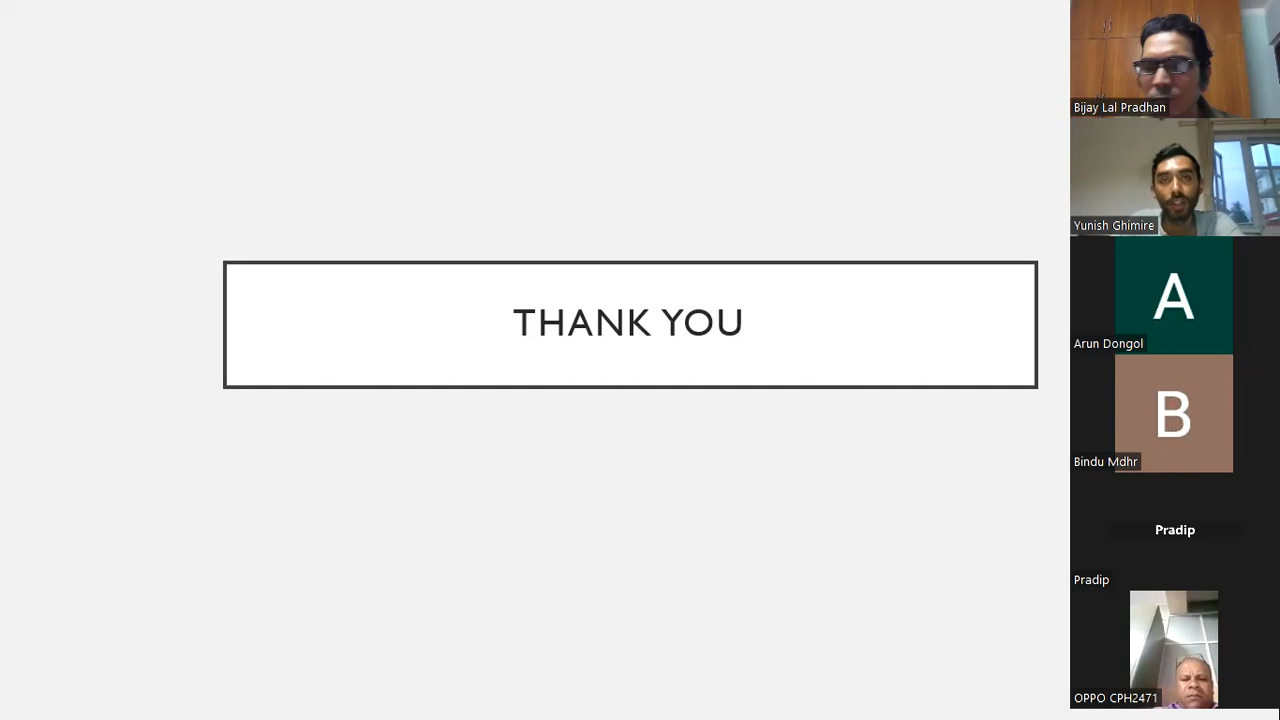 THANK YOU
Bijay Lal Pradhan
Yunish Ghimire
A
Arun Dongol
B
Bindu Mdhr
Pradip
Pradip
OPPO CPH2471